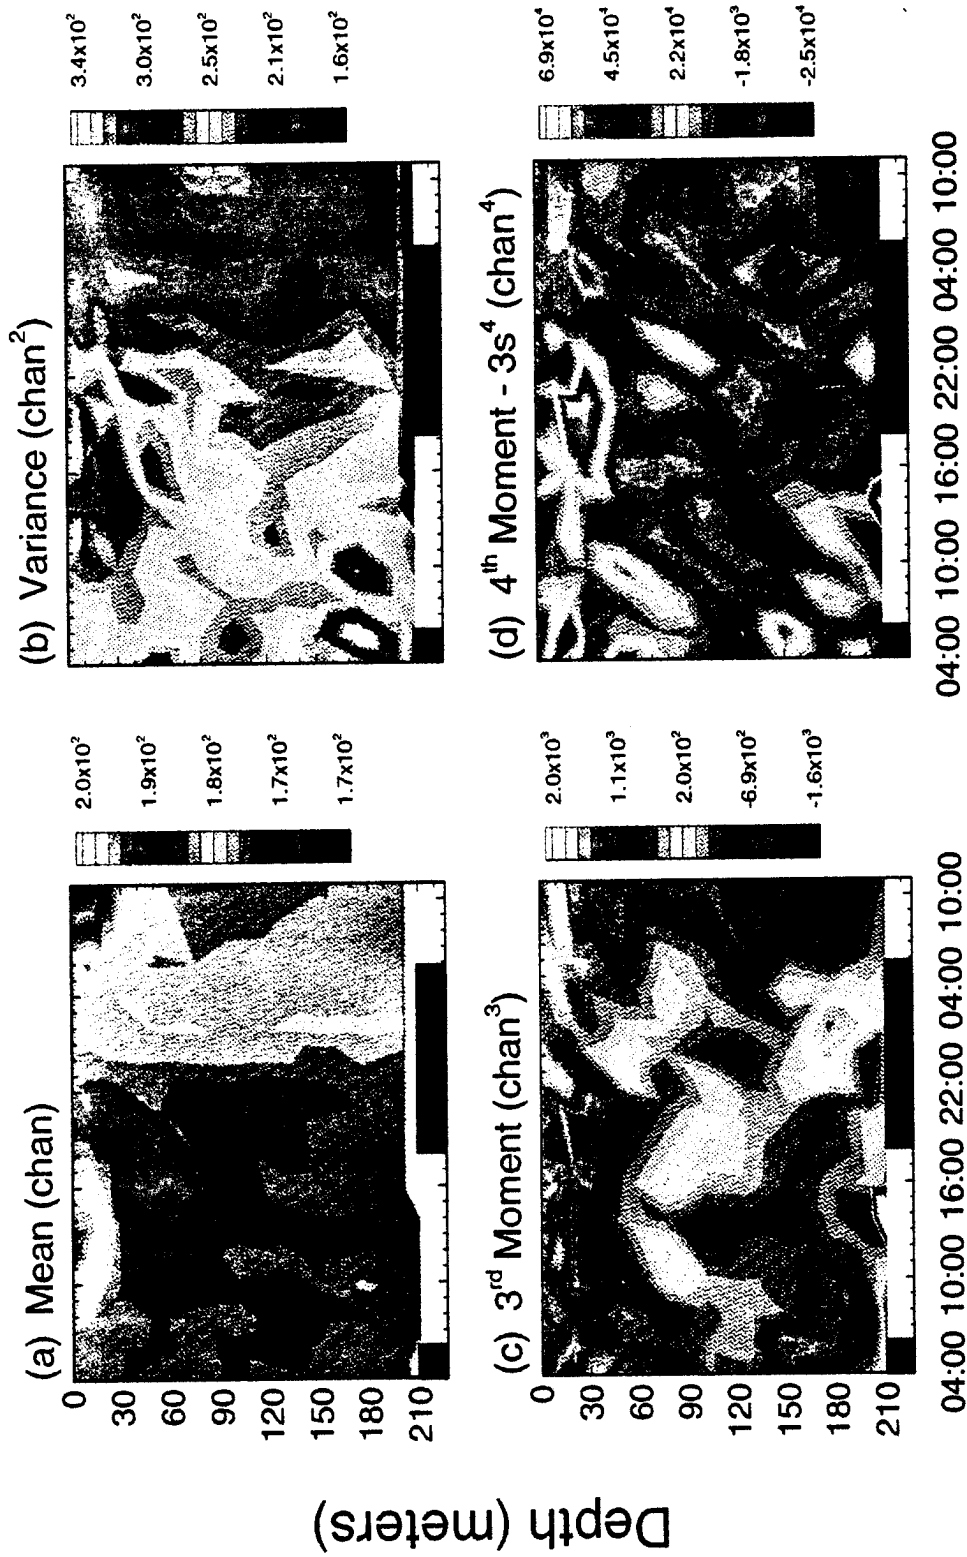 (a) Mean (chan)
2.0x10²
1.9x10²
1.8x10²
1.7x10²
1.7x10²
(b) Variance (chan²)
3.4x10²
3.0x10²
2.5x10²
2.1x10²
1.6x10²
Depth (meters)
0
30
60
90
120
150
180
210
(c) 3rd Moment (chan³)
2.0x10³
1.1x10³
2.0x10²
-6.9x10²
-1.6x10³
(d) 4th Moment - 3s⁴ (chan⁴)
6.9x10⁴
4.5x10⁴
2.2x10⁴
-1.8x10³
-2.5x10⁴
0
30
60
90
120
150
180
210
04:00 10:00 16:00 22:00 04:00 10:00
04:00 10:00 16:00 22:00 04:00 10:00